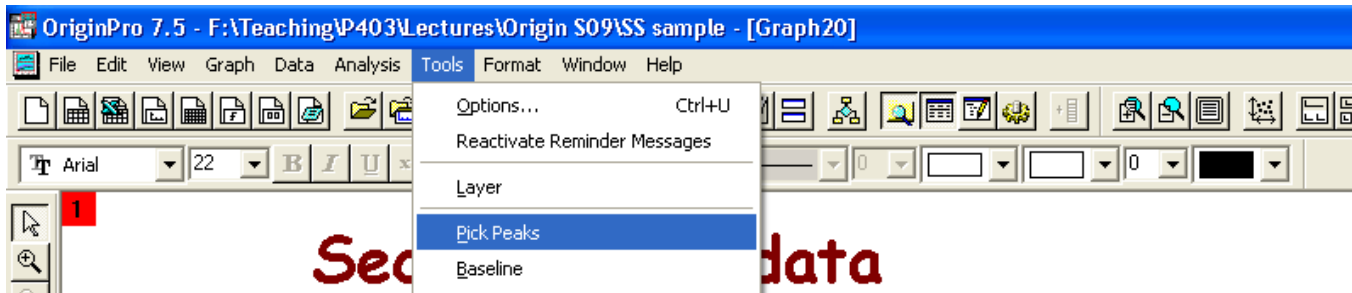 OriginPro 7.5 - F:\Teaching\P403\Lectures\Origin S09\SS sample - [Graph20]
File Edit View Graph Data Analysis Tools Format Window Help
Options... Ctrl+U
Reactivate Reminder Messages
Arial 22 B I U x 0 0
Layer
1
Pick Peaks
Sec data
Baseline